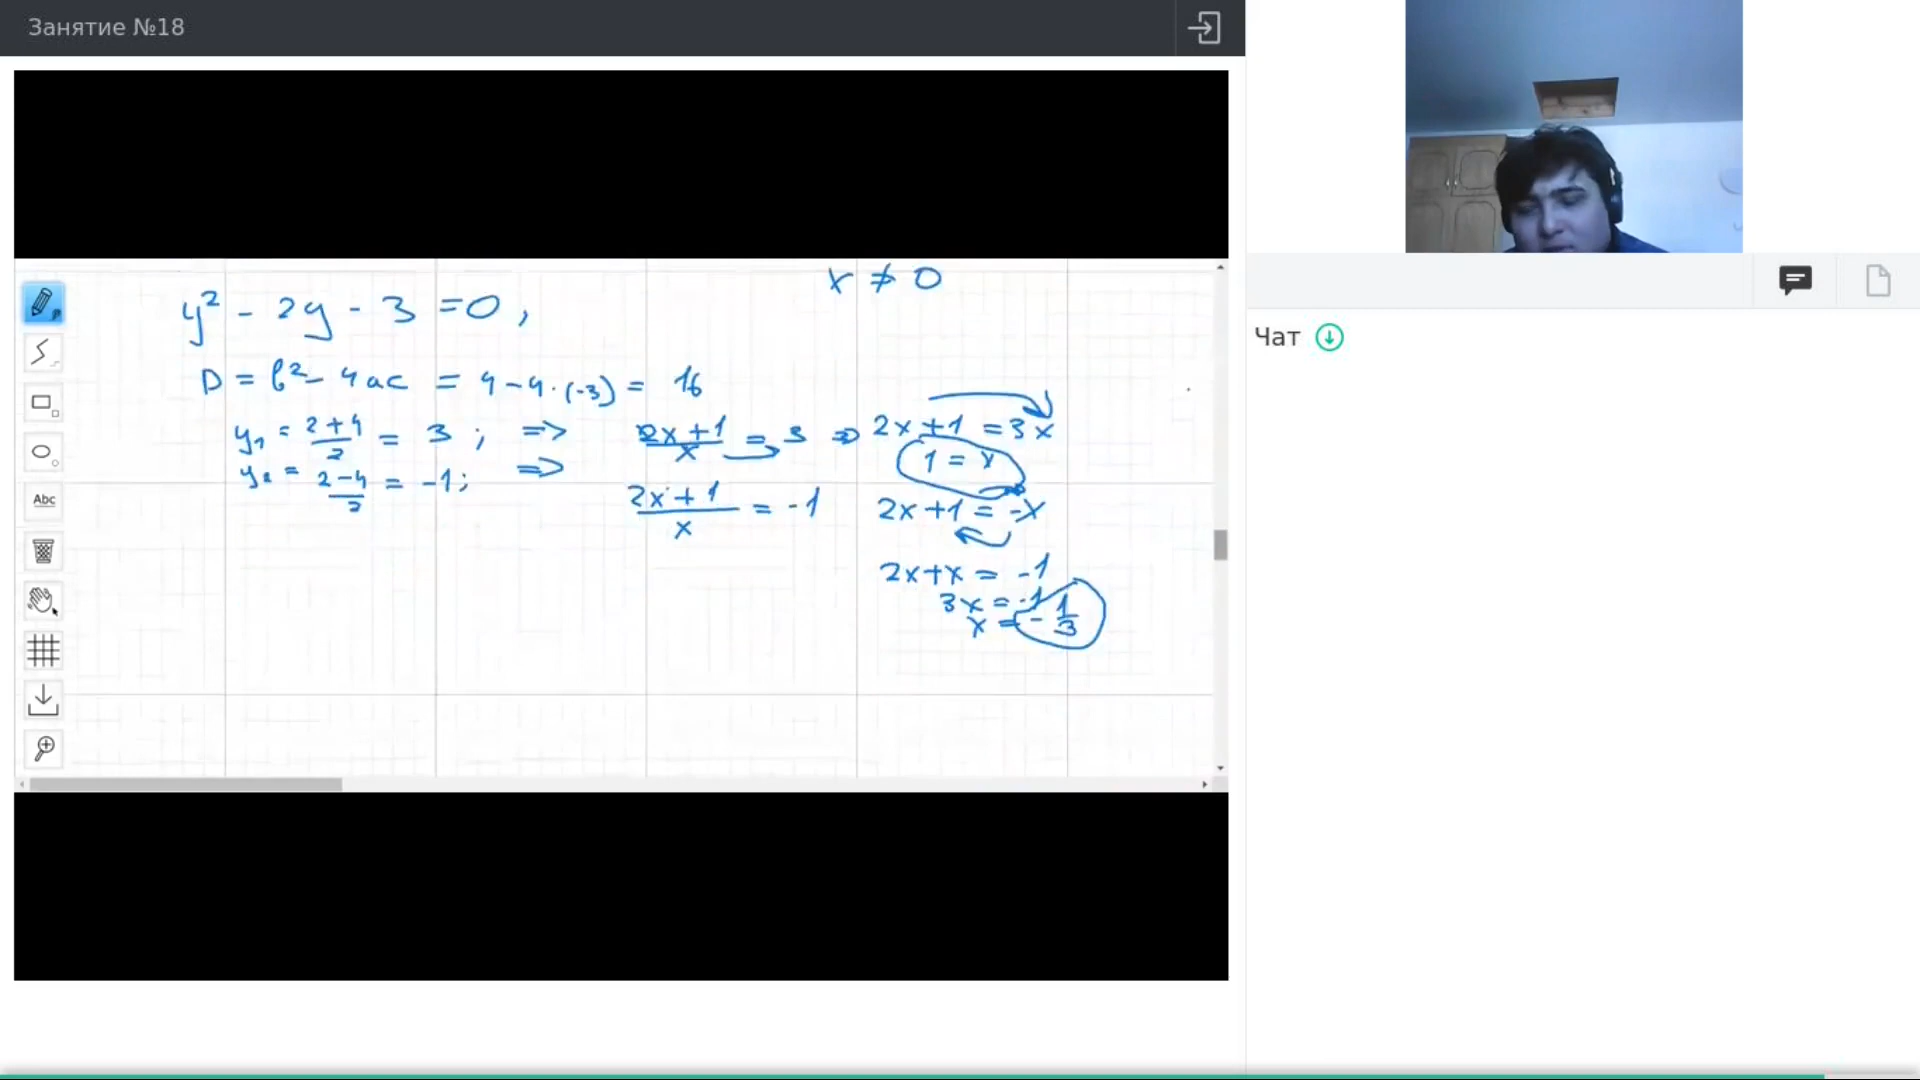 Занятие №18
x ≠ 0
y² - 2y - 3 = 0,
D = b² - 4ac = 4 - 4·(-3) = 16
y₁ = (2+4)/2 = 3 ; => (2x+1)/x = 3 => 2x+1 = 3x
1 = x
y₂ = (2-4)/2 = -1; => (2x+1)/x = -1 2x+1 = -x
2x+x = -1
3x = -1
x = -1/3
Abc
Чат